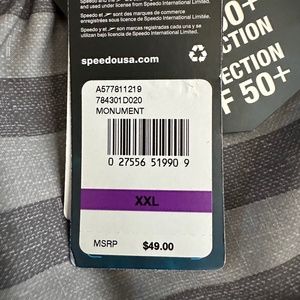 and used under license from
Speedo International Limited.
Speedo et sont des marques de commerce
enregistrées sous licence
de Speedo International Limitée.
Speedo y son marcas registradas cada una y se
utilizan bajo licencia de Speedo International Limited.
speedousa.com
50+
CTION
ECTION
F 50+
A577811219
784301D020
MONUMENT
0 27556 51990 9
XXL
MSRP $49.00